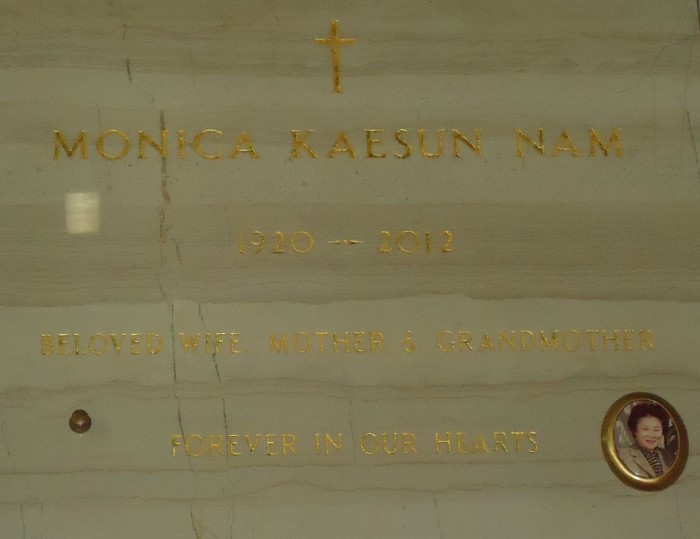 MONICA KAESUN NAM
1920 — 2012
BELOVED WIFE, MOTHER & GRANDMOTHER
FOREVER IN OUR HEARTS